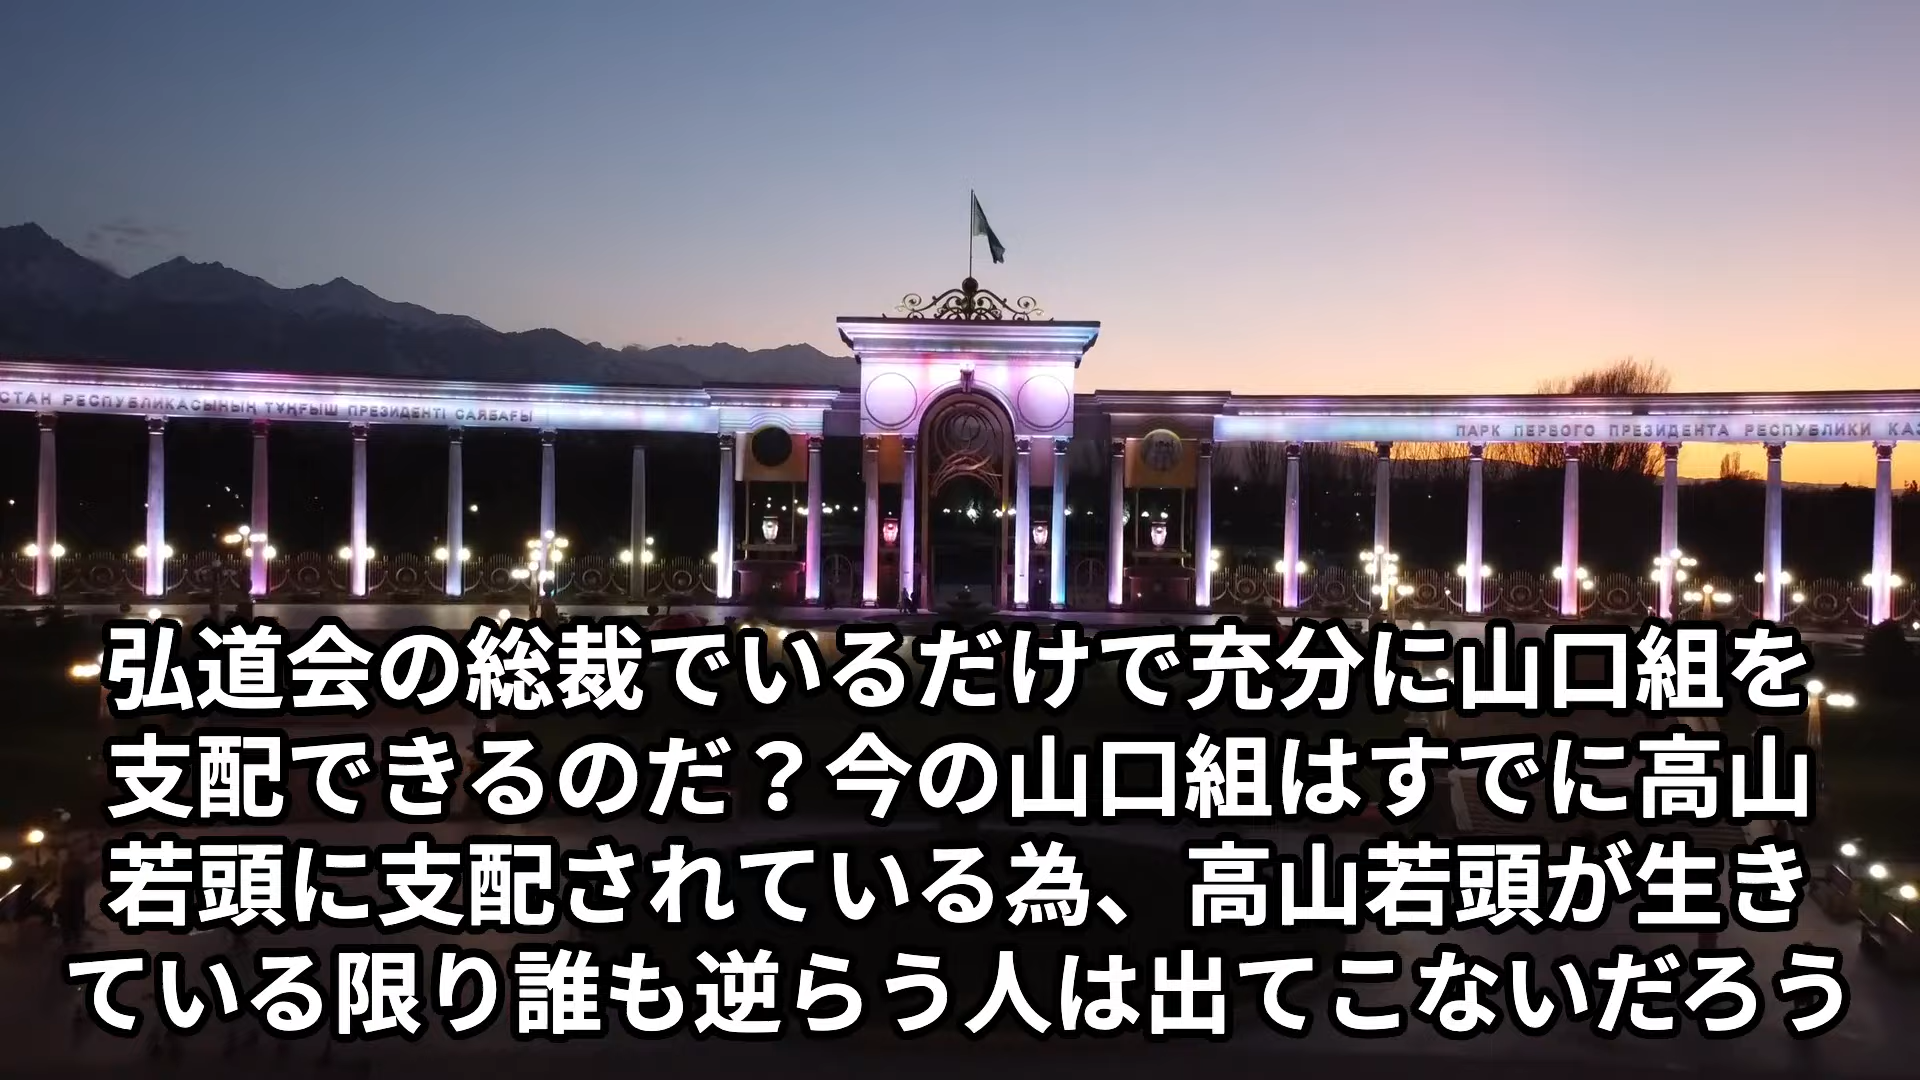 СТАН РЕСПУБЛИКАСЫНЫҢ ТҰҢҒЫШ ПРЕЗИДЕНТІ САЯБАҒЫ
ПАРК ПЕРВОГО ПРЕЗИДЕНТА РЕСПУБЛИКИ КАЗ
弘道会の総裁でいるだけで充分に山口組を
支配できるのだ？今の山口組はすでに高山
若頭に支配されている為、高山若頭が生き
ている限り誰も逆らう人は出てこないだろう